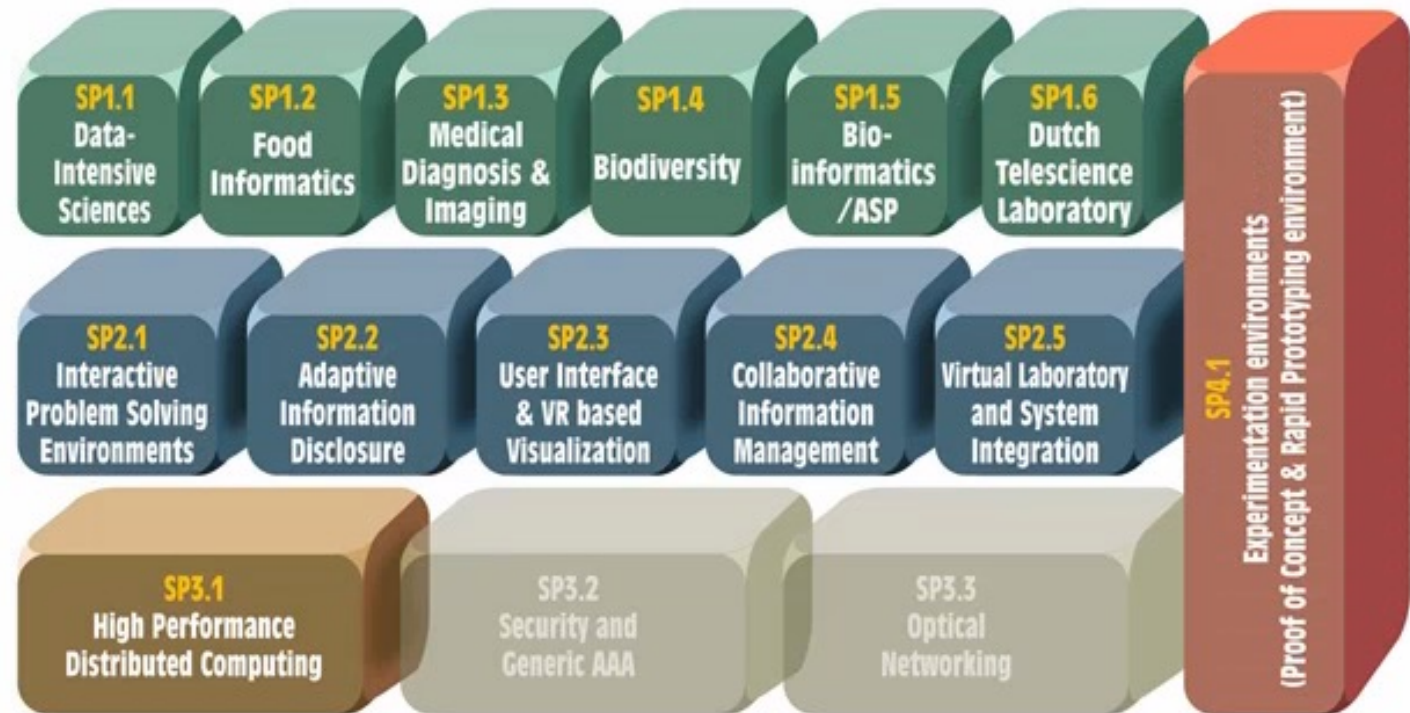 SP1.1
Data-
Intensive
Sciences
SP1.2
Food
Informatics
SP1.3
Medical
Diagnosis &
Imaging
SP1.4
Biodiversity
SP1.5
Bio-
informatics
/ASP
SP1.6
Dutch
Telescience
Laboratory
SP2.1
Interactive
Problem Solving
Environments
SP2.2
Adaptive
Information
Disclosure
SP2.3
User Interface
& VR based
Visualization
SP2.4
Collaborative
Information
Management
SP2.5
Virtual Laboratory
and System
Integration
SP3.1
High Performance
Distributed Computing
SP3.2
Security and
Generic AAA
SP3.3
Optical
Networking
SP4.1
Experimentation environments
(Proof of Concept & Rapid Prototyping environment)